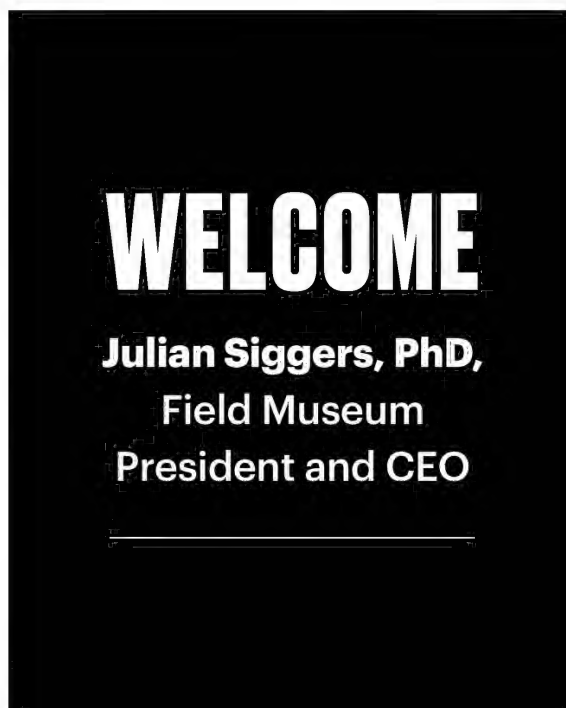 WELCOME
Julian Siggers, PhD,
Field Museum
President and CEO